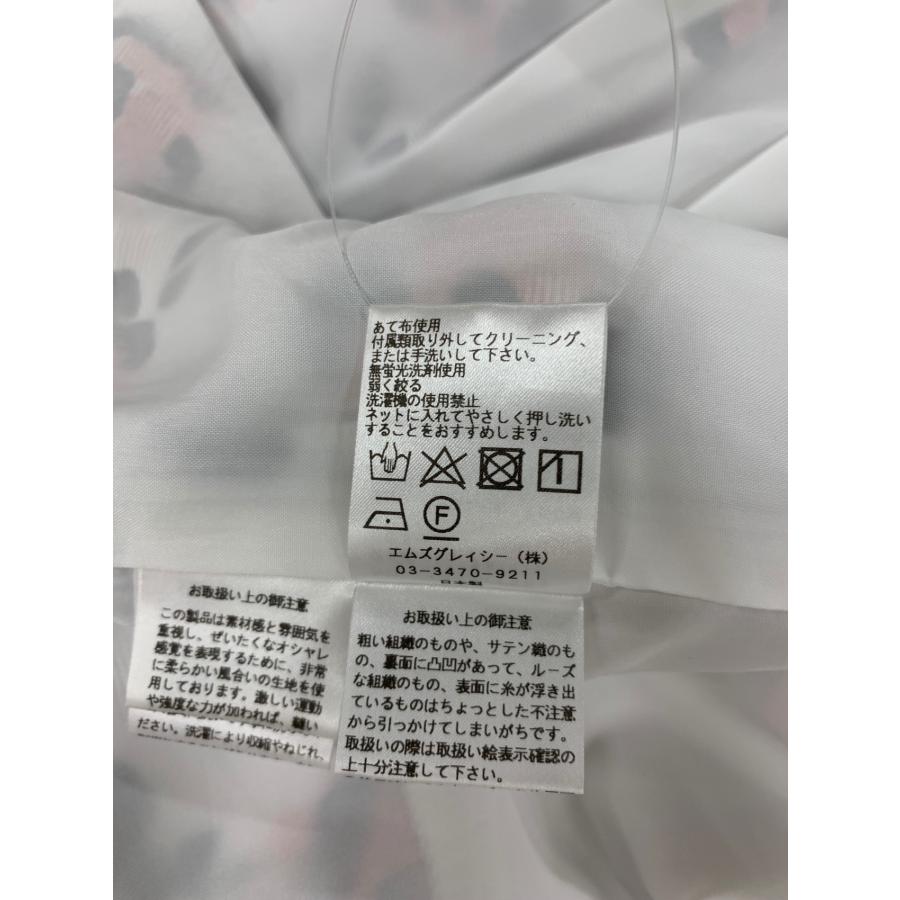 あて布使用
付属類取り外してクリーニング、
または手洗いして下さい。
無蛍光洗剤使用
弱く絞る
洗濯機の使用禁止
ネットに入れてやさしく押し洗い
することをおすすめします。
F
エムズグレイシー（株）
03-3470-9211
日本製
お取扱い上の御注意
この製品は素材感と雰囲気を
重視し、ぜいたくなオシャレ
感覚を表現するために、非常
に柔らかい風合いの生地を使
用しております。激しい運動
や強度な力が加われば、縫い
ださい。洗濯により収縮やねじれ、
お取扱い上の御注意
粗い組織のものや、サテン織のも
の、裏面に凸凹があって、ルーズ
な組織のもの、表面に糸が浮き出
ているものはちょっとした不注意
から引っかけてしまいがちです。
取扱いの際は取扱い絵表示確認の
上十分注意して下さい。